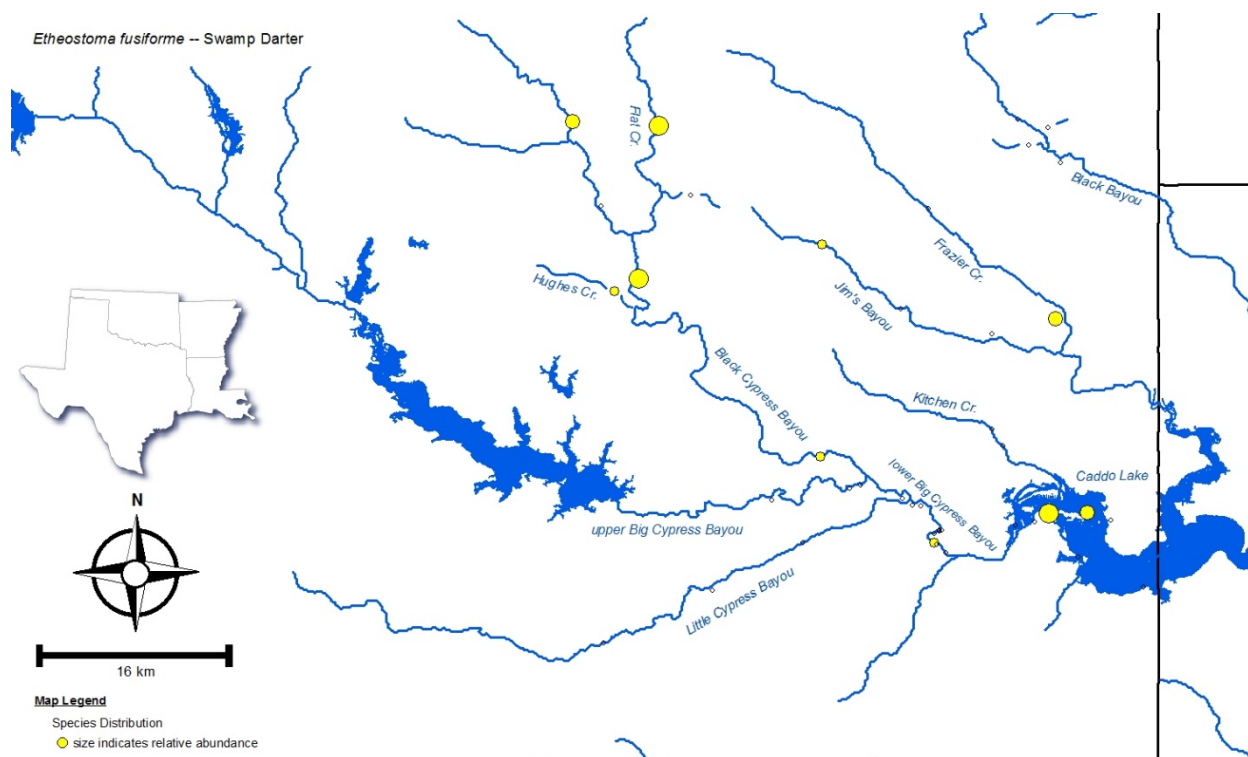 Etheostoma fusiforme -- Swamp Darter
Flat Cr.
Black Bayou
Frazier Cr.
Hughes Cr.
Jim's Bayou
Black Cypress Bayou
Kitchen Cr.
lower Big Cypress Bayou
Caddo Lake
upper Big Cypress Bayou
Little Cypress Bayou
N
16 km
Map Legend
Species Distribution
size indicates relative abundance